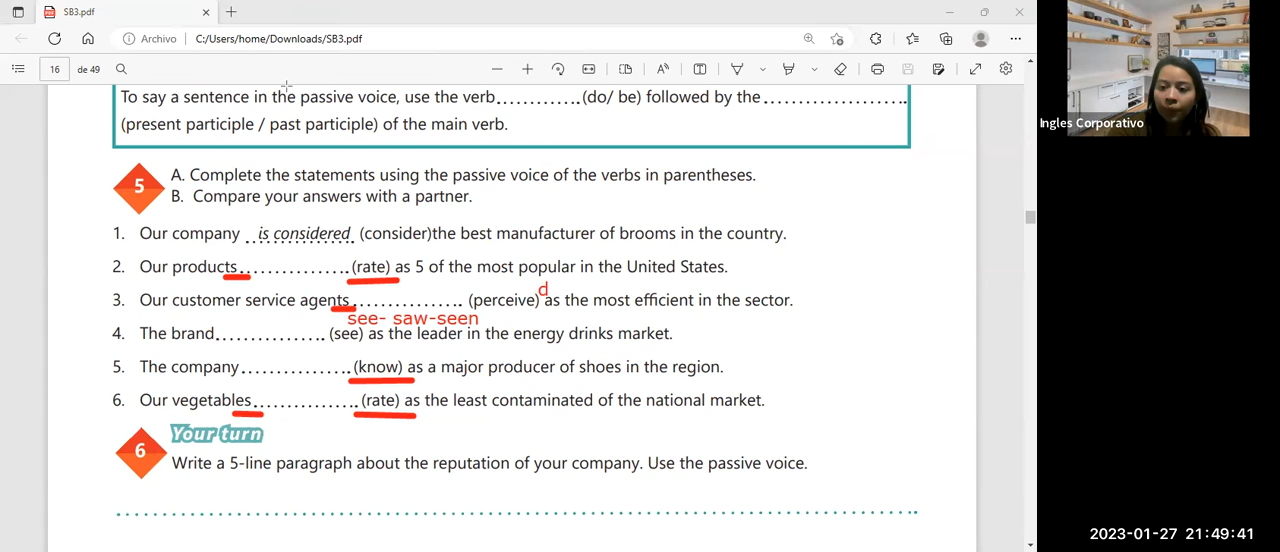 SB3.pdf
Archivo C:/Users/home/Downloads/SB3.pdf
16 de 49
To say a sentence in the passive voice, use the verb............(do/ be) followed by the....................
(present participle / past participle) of the main verb.
5
A. Complete the statements using the passive voice of the verbs in parentheses.
B. Compare your answers with a partner.
1. Our company is considered (consider)the best manufacturer of brooms in the country.
2. Our products.................(rate) as 5 of the most popular in the United States.
3. Our customer service agents................ (perceive)d as the most efficient in the sector.
see- saw-seen
4. The brand................ (see) as the leader in the energy drinks market.
5. The company................(know) as a major producer of shoes in the region.
6. Our vegetables................(rate) as the least contaminated of the national market.
6
Your turn
Write a 5-line paragraph about the reputation of your company. Use the passive voice.
Ingles Corporativo
2023-01-27 21:49:41